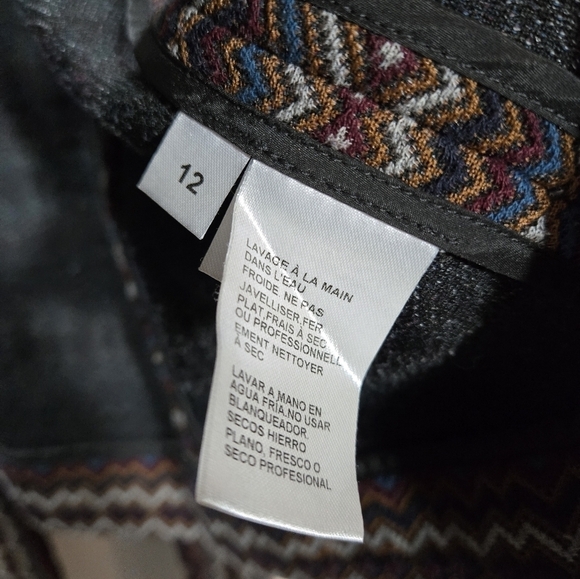 12
LAVAGE À LA MAIN
DANS L'EAU
FROIDE NE PAS
JAVELLISER,FER
PLAT,FRAIS À SEC
OU PROFESSIONNELL
EMENT NETTOYER
À SEC
LAVAR A MANO EN
AGUA FRIA.NO USAR
BLANQUEADOR.
SECOS HIERRO
PLANO, FRESCO O
SECO PROFESIONAL